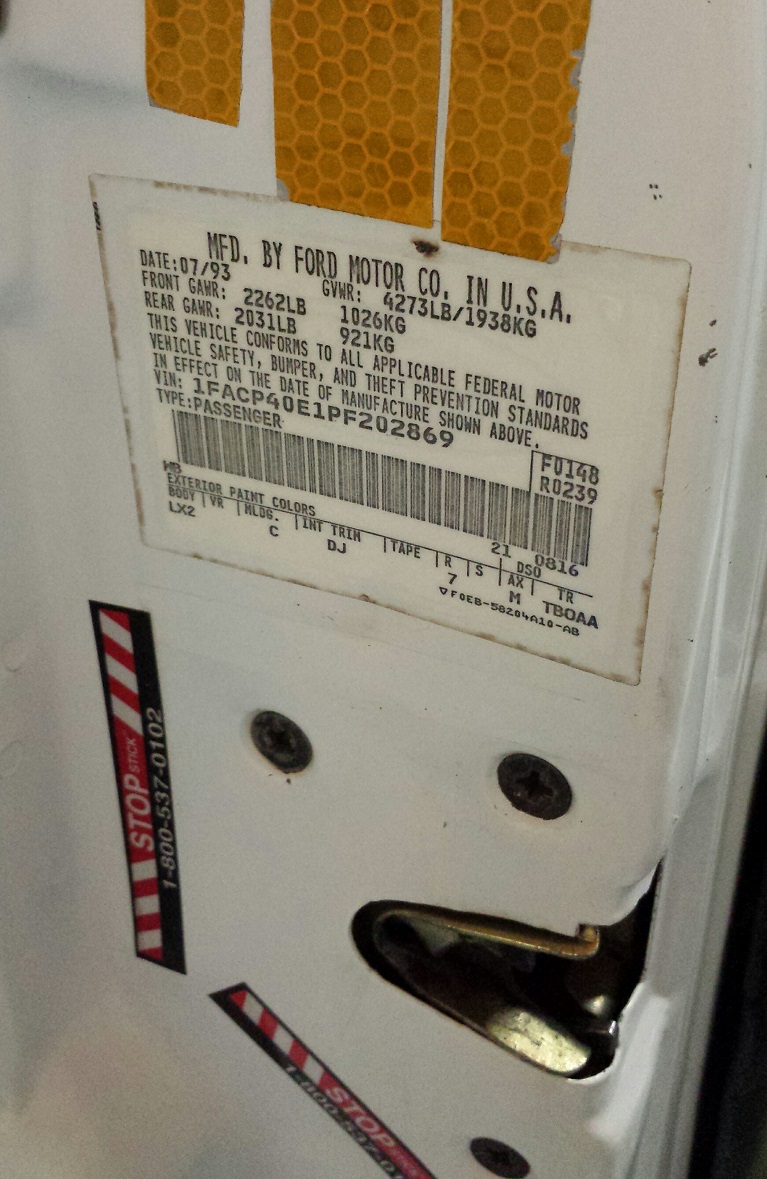 MFD. BY FORD MOTOR CO. IN U.S.A.
DATE:07/93 GVWR: 4273LB/1938KG
FRONT GAWR: 2262LB 1026KG
REAR GAWR: 2031LB 921KG
THIS VEHICLE CONFORMS TO ALL APPLICABLE FEDERAL MOTOR
VEHICLE SAFETY, BUMPER, AND THEFT PREVENTION STANDARDS
IN EFFECT ON THE DATE OF MANUFACTURE SHOWN ABOVE.
VIN: 1FACP40E1PF202869
TYPE:PASSENGER
F0148
R0239
WB
EXTERIOR PAINT COLORS 21 0816 DSO
BODY VR MLDG. INT TRIM TAPE R S AX TR
LX2 C DJ 7 M TBOAA
F0EB-58204A10-AB
STOP STICK
1-800-537-0102
STOP
1-800-537-01